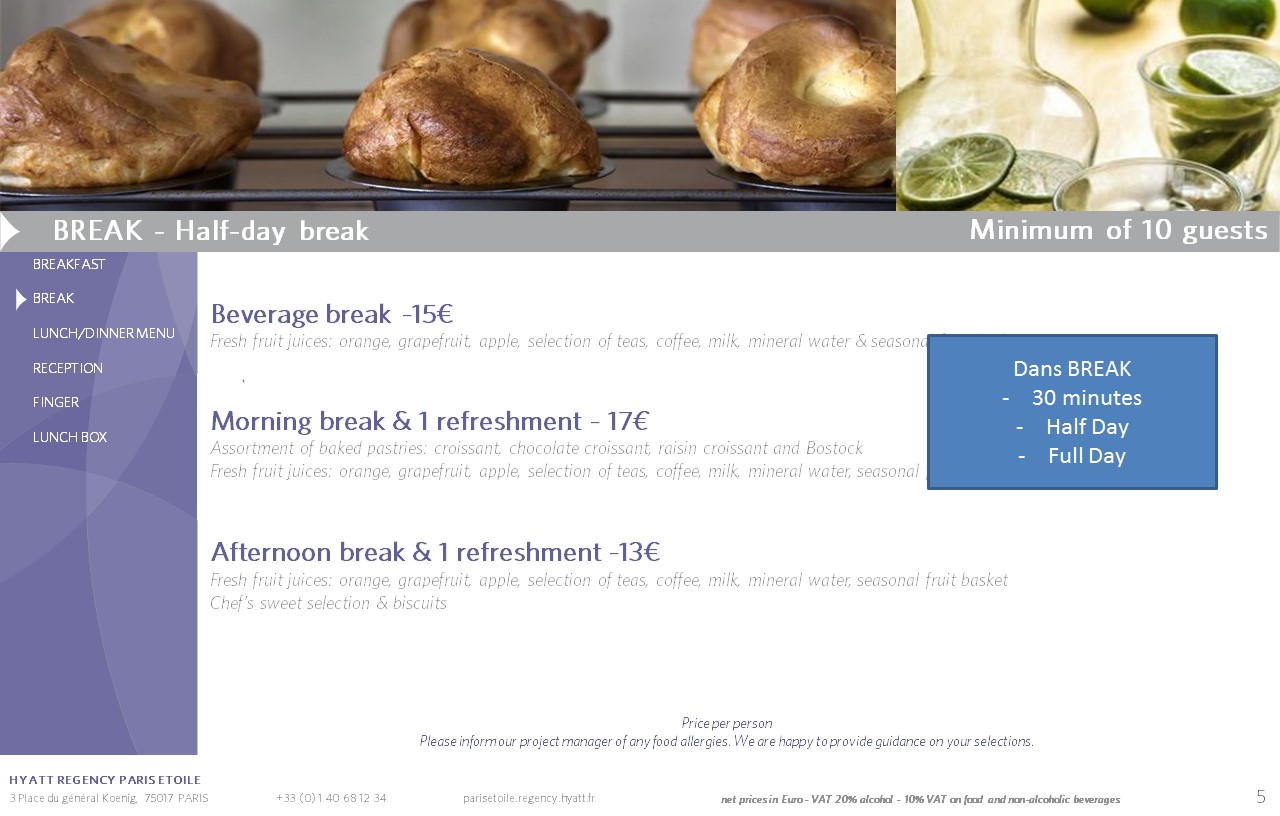 BREAK - Half-day break
Minimum of 10 guests
BREAKFAST
BREAK
LUNCH/DINNER MENU
RECEPTION
FINGER
LUNCH BOX
Beverage break -15€
Fresh fruit juices: orange, grapefruit, apple, selection of teas, coffee, milk, mineral water &
Morning break & 1 refreshment - 17€
Assortment of baked pastries: croissant, chocolate croissant, raisin croissant and Bostock
Fresh fruit juices: orange, grapefruit, apple, selection of teas, coffee, milk, mineral water, seasonal
Dans BREAK
- 30 minutes
- Half Day
- Full Day
Afternoon break & 1 refreshment -13€
Fresh fruit juices: orange, grapefruit, apple, selection of teas, coffee, milk, mineral water, seasonal fruit basket
Chef's sweet selection & biscuits
Price per person
Please inform our project manager of any food allergies. We are happy to provide guidance on your selections.
HYATT REGENCY PARIS ETOILE
3 Place du général Koenig, 75017 PARIS
+33 (0)1 40 68 12 34
parisetoile.regency.hyatt.fr
net prices in Euro - VAT 20% alcohol - 10% VAT on food and non-alcoholic beverages
5